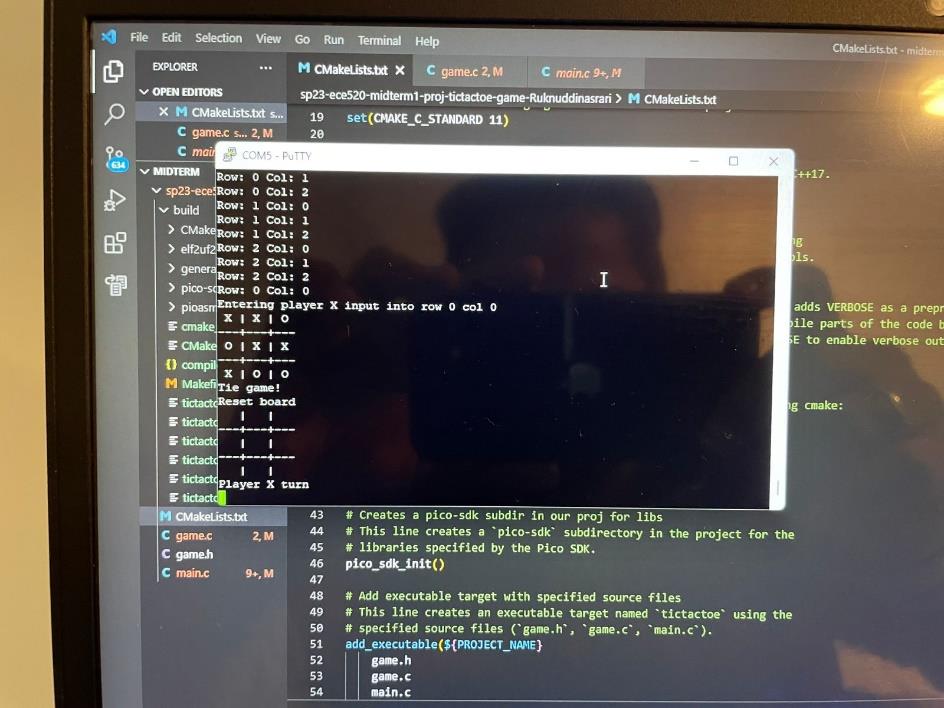 File Edit Selection View Go Run Terminal Help
CMakeLists.txt - midterm
EXPLORER ...
OPEN EDITORS
CMakeLists.txt s...
C game.c s... 2, M
C mai
MIDTERM
sp23-ece5
build
CMake
elf2uf2
genera
pico-sd
pioasm
cmake_
CMake
{} compil
Makefi
tictacto
tictacto
tictacto
tictacto
tictacto
tictacto
M CMakeLists.txt
C game.c 2, M
C game.h
C main.c 9+, M
634
M CMakeLists.txt × C game.c 2, M C main.c 9+, M
sp23-ece520-midterm1-proj-tictactoe-game-Ruknuddinasrari > M CMakeLists.txt
19 set(CMAKE_C_STANDARD 11)
20
++17.
ng
ols.
adds VERBOSE as a prepr
pile parts of the code b
SE to enable verbose out
ng cmake:
COM5 - PuTTY
Row: 0 Col: 1
Row: 0 Col: 2
Row: 1 Col: 0
Row: 1 Col: 1
Row: 1 Col: 2
Row: 2 Col: 0
Row: 2 Col: 1
Row: 2 Col: 2
Row: 0 Col: 0
Entering player X input into row 0 col 0
X | X | O
---+---+---
O | X | X
---+---+---
X | O | O
Tie game!
Reset board
| |
---+---+---
| |
---+---+---
| |
Player X turn
43 # Creates a pico-sdk subdir in our proj for libs
44 # This line creates a `pico-sdk` subdirectory in the project for the
45 # libraries specified by the Pico SDK.
46 pico_sdk_init()
47
48 # Add executable target with specified source files
49 # This line creates an executable target named `tictactoe` using the
50 # specified source files (`game.h`, `game.c`, `main.c`).
51 add_executable(${PROJECT_NAME}
52 game.h
53 game.c
54 main.c